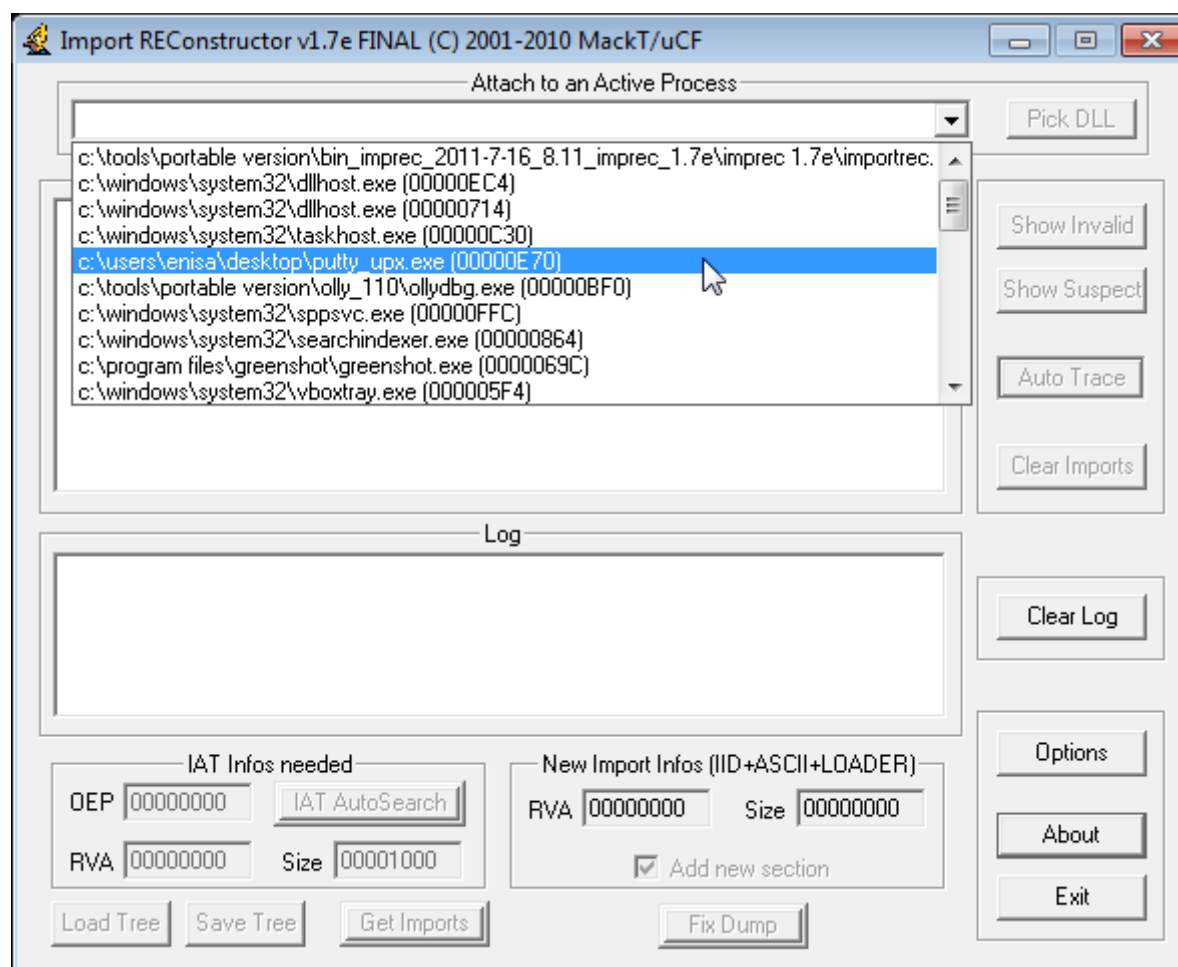 Import REConstructor v1.7e FINAL (C) 2001-2010 MackT/uCF
Attach to an Active Process
Pick DLL
c:\tools\portable version\bin_imprec_2011-7-16_8.11_imprec_1.7e\imprec 1.7e\importrec.
c:\windows\system32\dllhost.exe (00000EC4)
c:\windows\system32\dllhost.exe (00000714)
c:\windows\system32\taskhost.exe (00000C30)
c:\users\enisa\desktop\putty_upx.exe (00000E70)
c:\tools\portable version\olly_110\ollydbg.exe (00000BF0)
c:\windows\system32\sppsvc.exe (00000FFC)
c:\windows\system32\searchindexer.exe (00000864)
c:\program files\greenshot\greenshot.exe (0000069C)
c:\windows\system32\vboxtray.exe (000005F4)
Show Invalid
Show Suspect
Auto Trace
Clear Imports
Log
Clear Log
IAT Infos needed
OEP 00000000 IAT AutoSearch
RVA 00000000 Size 00001000
New Import Infos (IID+ASCII+LOADER)
RVA 00000000 Size 00000000
Add new section
Options
About
Exit
Load Tree Save Tree Get Imports Fix Dump